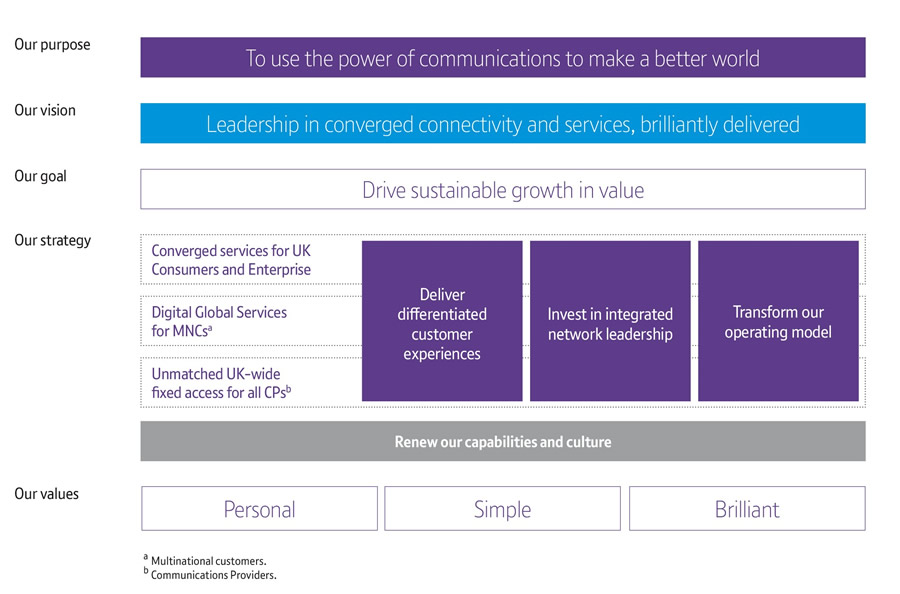 Our purpose
To use the power of communications to make a better world
Our vision
Leadership in converged connectivity and services, brilliantly delivered
Our goal
Drive sustainable growth in value
Our strategy
Converged services for UK
Consumers and Enterprise
Digital Global Services
for MNCsᵃ
Unmatched UK-wide
fixed access for all CPsᵇ
Deliver
differentiated
customer
experiences
Invest in integrated
network leadership
Transform our
operating model
Renew our capabilities and culture
Our values
Personal
Simple
Brilliant
ᵃ Multinational customers.
ᵇ Communications Providers.